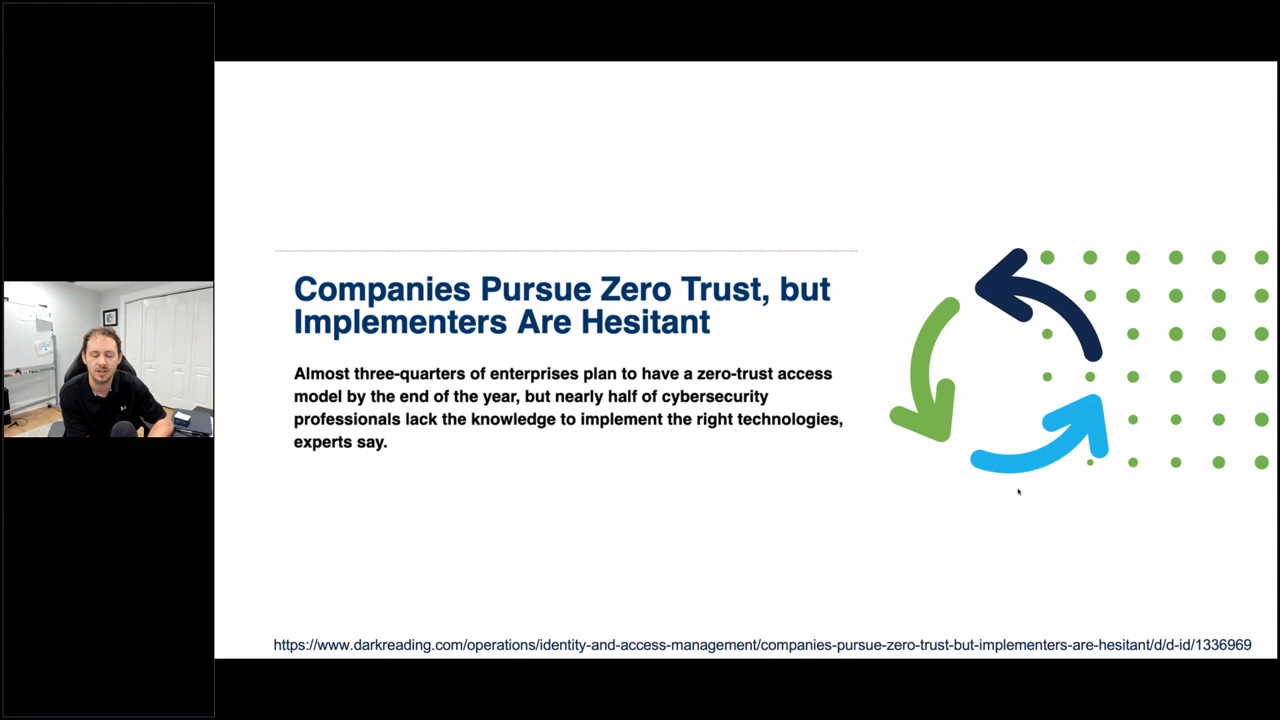 Companies Pursue Zero Trust, but
Implementers Are Hesitant
Almost three-quarters of enterprises plan to have a zero-trust access
model by the end of the year, but nearly half of cybersecurity
professionals lack the knowledge to implement the right technologies,
experts say.
https://www.darkreading.com/operations/identity-and-access-management/companies-pursue-zero-trust-but-implementers-are-hesitant/d/d-id/1336969